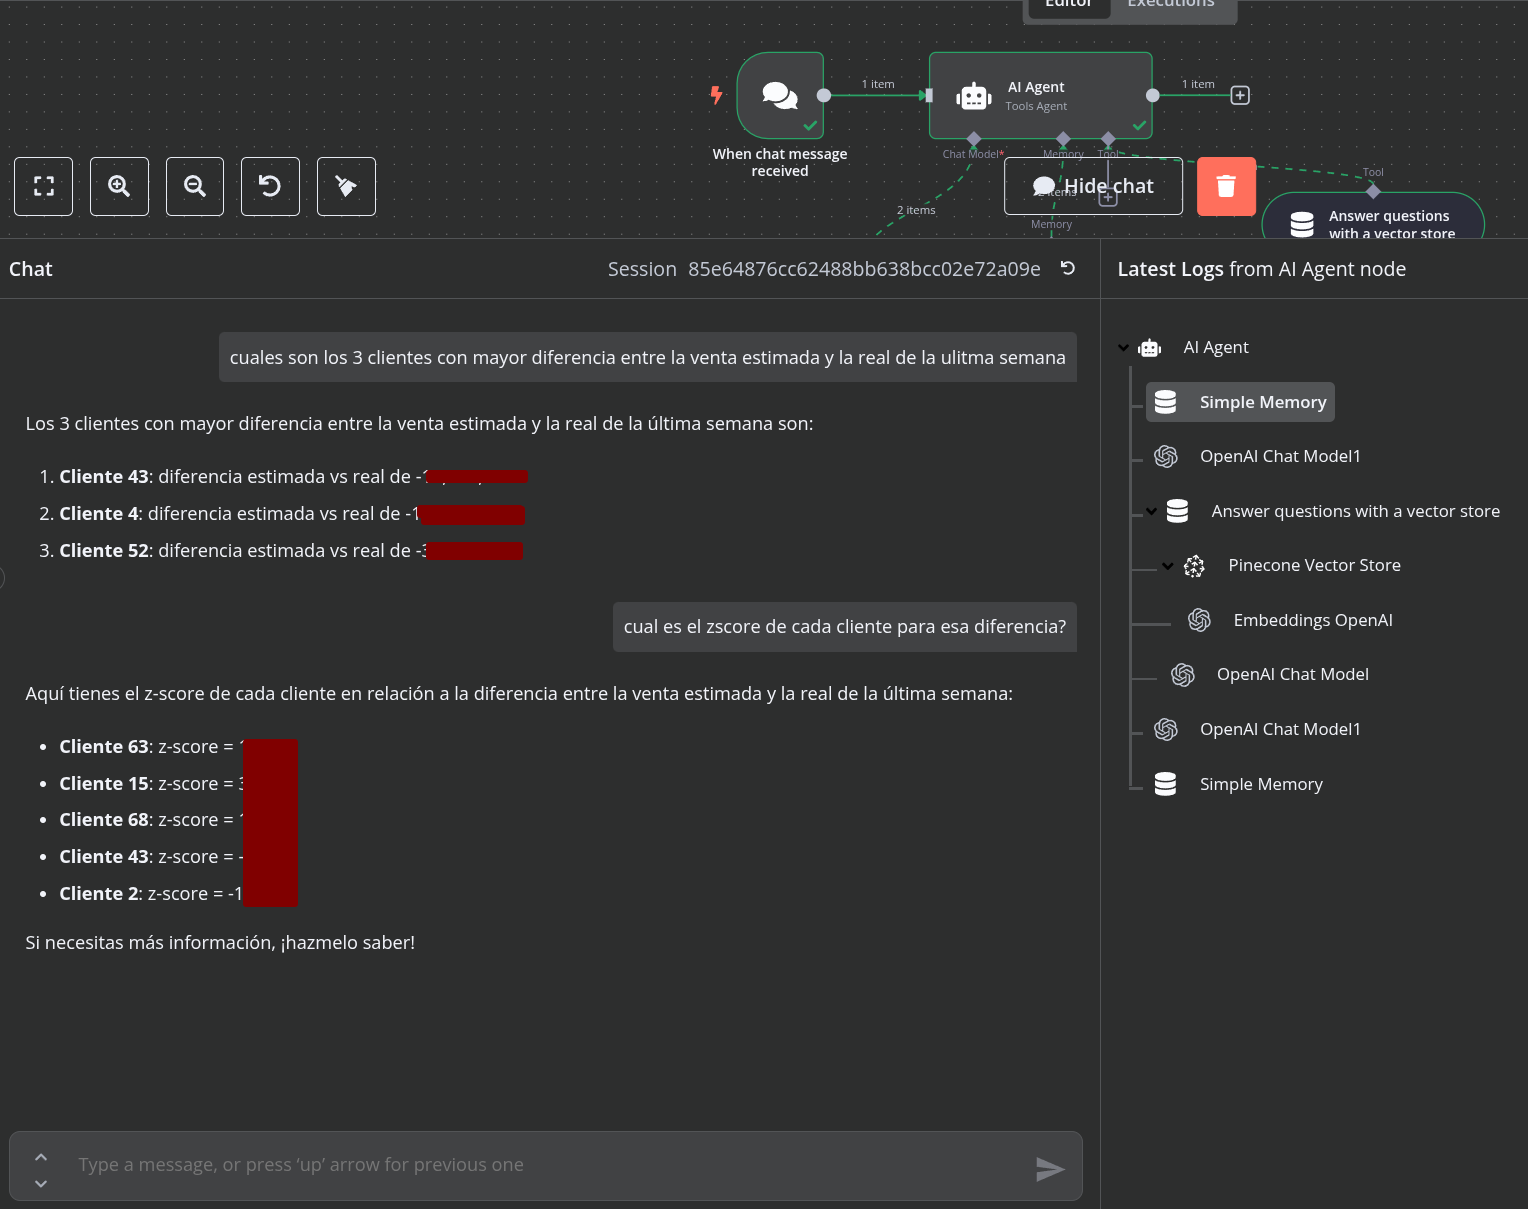 Editor Executions
1 item
AI Agent
Tools Agent
1 item
When chat message
received
Chat Model*
Memory
Tool
Hide chat
2 items
Memory
Tool
Answer questions
with a vector store
Chat
Session 85e64876cc62488bb638bcc02e72a09e
cuales son los 3 clientes con mayor diferencia entre la venta estimada y la real de la ulitma semana
Los 3 clientes con mayor diferencia entre la venta estimada y la real de la última semana son:
1. Cliente 43: diferencia estimada vs real de -1
2. Cliente 4: diferencia estimada vs real de -1
3. Cliente 52: diferencia estimada vs real de -3
cual es el zscore de cada cliente para esa diferencia?
Aquí tienes el z-score de cada cliente en relación a la diferencia entre la venta estimada y la real de la última semana:
• Cliente 63: z-score =
• Cliente 15: z-score = 3
• Cliente 68: z-score =
• Cliente 43: z-score = -
• Cliente 2: z-score = -1
Si necesitas más información, ¡hazmelo saber!
Type a message, or press ‘up’ arrow for previous one
Latest Logs from AI Agent node
AI Agent
Simple Memory
OpenAI Chat Model1
Answer questions with a vector store
Pinecone Vector Store
Embeddings OpenAI
OpenAI Chat Model
OpenAI Chat Model1
Simple Memory